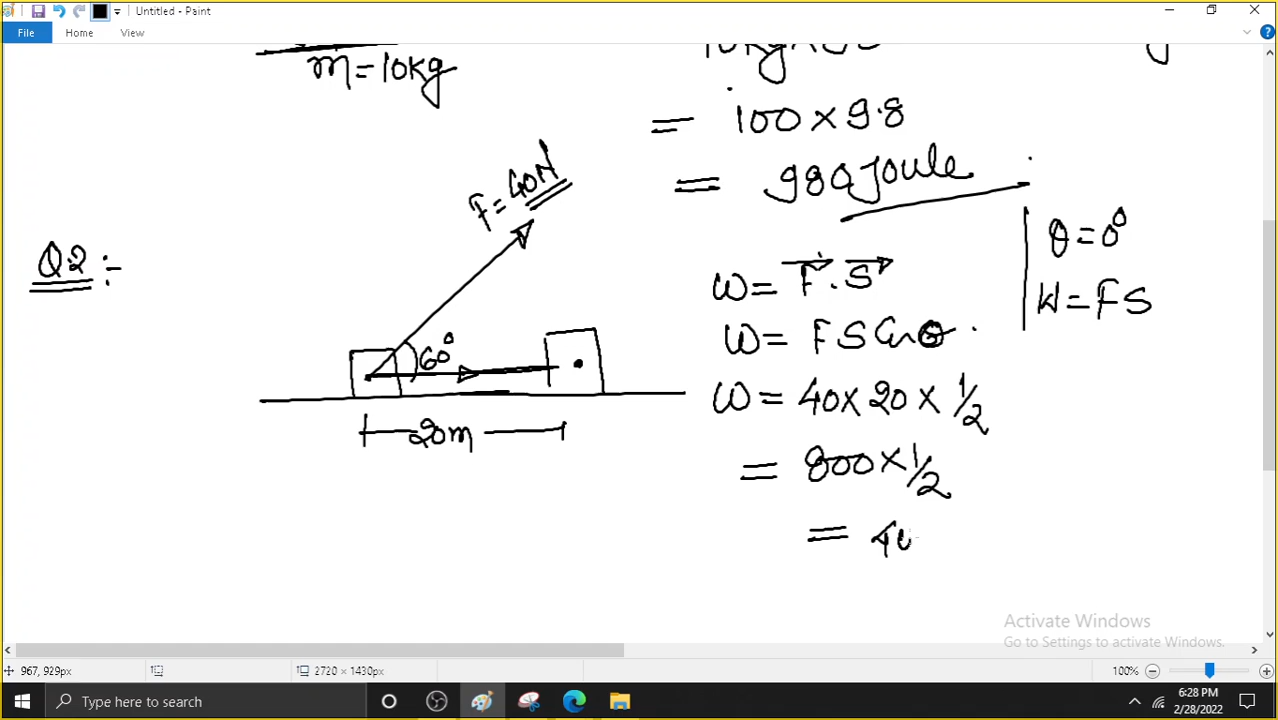 Untitled - Paint
File Home View
m=10kg
= 100 × 9.8
= 980 Joule
F=40N
Q.2 :-
θ=0°
W = F . S
W=FS
W = F S Cosθ.
60°
W = 40 × 20 × 1/2
20m
= 800 × 1/2
= 40
Activate Windows
Go to Settings to activate Windows.
967, 929px
2720 × 1430px
100%
Type here to search
6:28 PM
2/28/2022